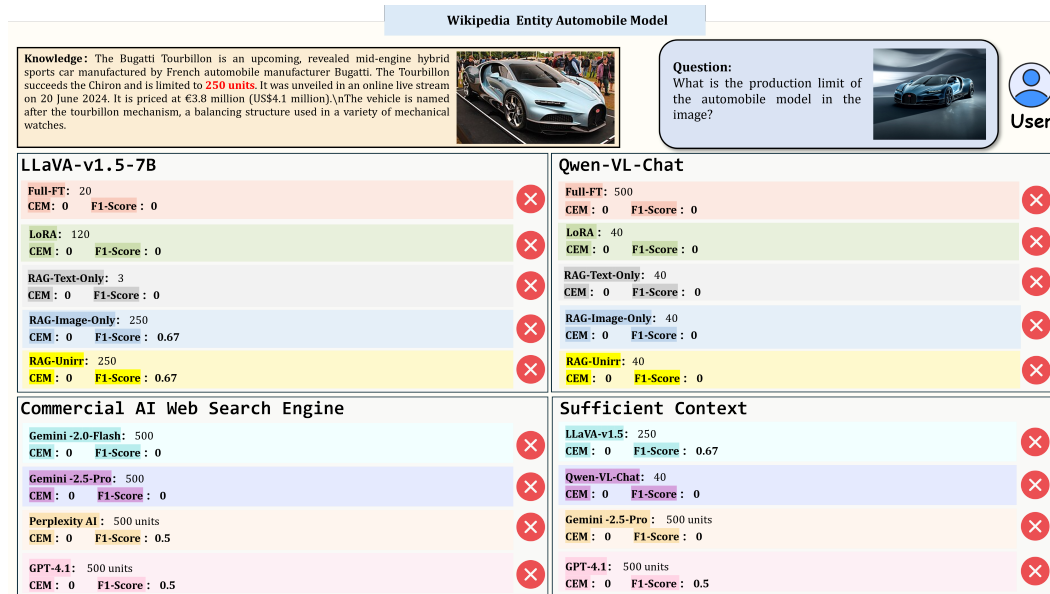 Wikipedia Entity Automobile Model
Knowledge: The Bugatti Tourbillon is an upcoming, revealed mid-engine hybrid
sports car manufactured by French automobile manufacturer Bugatti. The Tourbillon
succeeds the Chiron and is limited to 250 units. It was unveiled in an online live stream
on 20 June 2024. It is priced at €3.8 million (US$4.1 million).\nThe vehicle is named
after the tourbillon mechanism, a balancing structure used in a variety of mechanical
watches.
Question:
What is the production limit of
the automobile model in the
image?
User
LLaVA-v1.5-7B
Full-FT: 20
CEM: 0 F1-Score : 0
LoRA: 120
CEM : 0 F1-Score : 0
RAG-Text-Only: 3
CEM : 0 F1-Score : 0
RAG-Image-Only: 250
CEM : 0 F1-Score : 0.67
RAG-Unirr: 250
CEM : 0 F1-Score : 0.67
Qwen-VL-Chat
Full-FT: 500
CEM : 0 F1-Score : 0
LoRA : 40
CEM : 0 F1-Score : 0
RAG-Text-Only: 40
CEM : 0 F1-Score : 0
RAG-Image-Only: 40
CEM : 0 F1-Score : 0
RAG-Unirr: 40
CEM : 0 F1-Score : 0
Commercial AI Web Search Engine
Gemini -2.0-Flash: 500
CEM : 0 F1-Score : 0
Gemini -2.5-Pro: 500
CEM : 0 F1-Score : 0
Perplexity AI : 500 units
CEM : 0 F1-Score : 0.5
GPT-4.1: 500 units
CEM : 0 F1-Score : 0.5
Sufficient Context
LLaVA-v1.5: 250
CEM : 0 F1-Score : 0.67
Qwen-VL-Chat: 40
CEM : 0 F1-Score : 0
Gemini -2.5-Pro : 500 units
CEM : 0 F1-Score : 0
GPT-4.1: 500 units
CEM : 0 F1-Score : 0.5